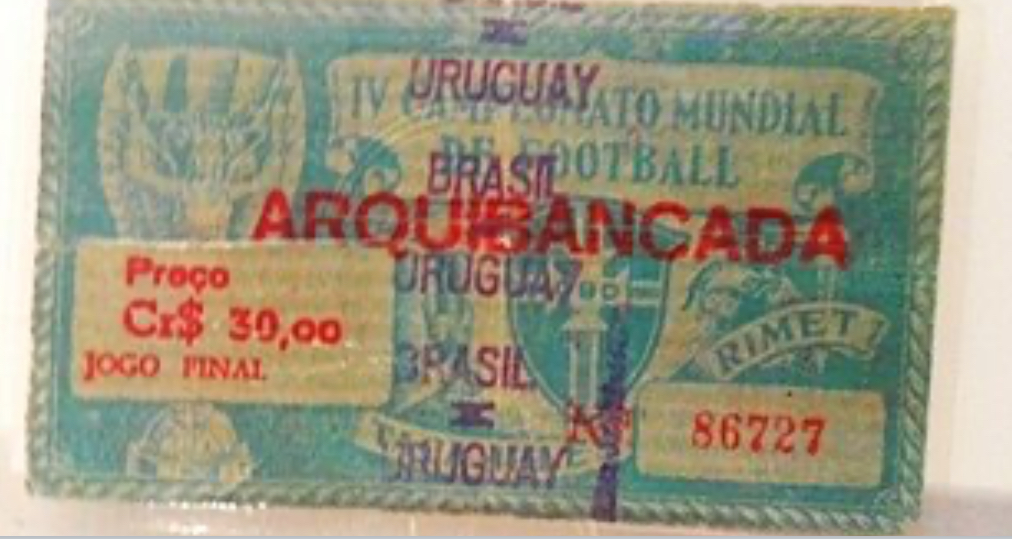 URUGUAY
IV CAMPEONATO MUNDIAL
DE FOOTBALL
BRASIL
ARQUIBANCADA
Preço
Cr$ 30,00
JOGO FINAL
URUGUAY
RIMET
BRASIL
X
Nº 86727
URUGUAY